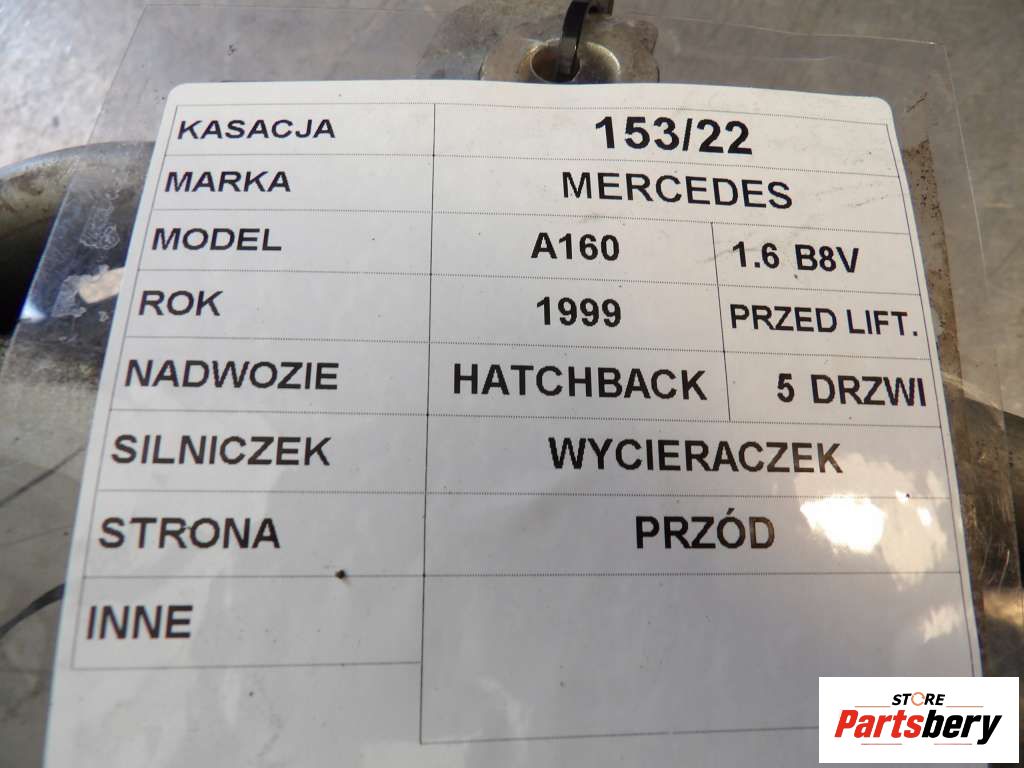 KASACJA 153/22
MARKA MERCEDES
MODEL A160 1.6 B8V
ROK 1999 PRZED LIFT.
NADWOZIE HATCHBACK 5 DRZWI
SILNICZEK WYCIERACZEK
STRONA PRZÓD
INNE
STORE
Partsbery